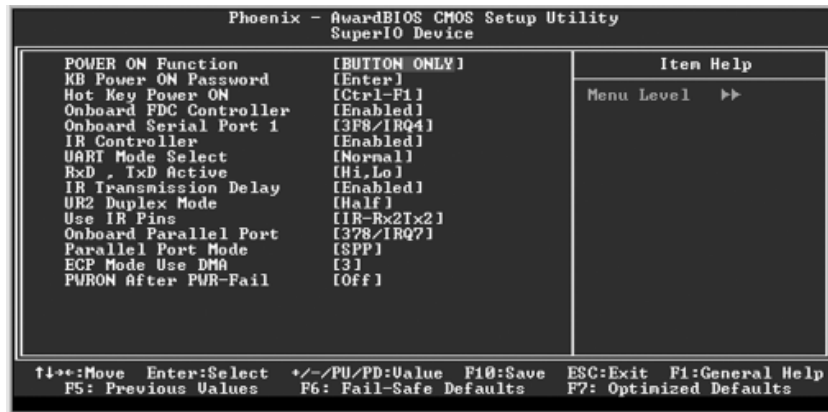 Phoenix - AwardBIOS CMOS Setup Utility
SuperIO Device
POWER ON Function [BUTTON ONLY]
KB Power ON Password [Enter]
Hot Key Power ON [Ctrl-F1]
Onboard FDC Controller [Enabled]
Onboard Serial Port 1 [3F8/IRQ4]
IR Controller [Enabled]
UART Mode Select [Normal]
RxD , TxD Active [Hi,Lo]
IR Transmission Delay [Enabled]
UR2 Duplex Mode [Half]
Use IR Pins [IR-Rx2Tx2]
Onboard Parallel Port [378/IRQ7]
Parallel Port Mode [SPP]
ECP Mode Use DMA [3]
PWRON After PWR-Fail [Off]
Item Help
Menu Level ▶▶
↑↓→←:Move Enter:Select +/-/PU/PD:Value F10:Save ESC:Exit F1:General Help
F5: Previous Values F6: Fail-Safe Defaults F7: Optimized Defaults